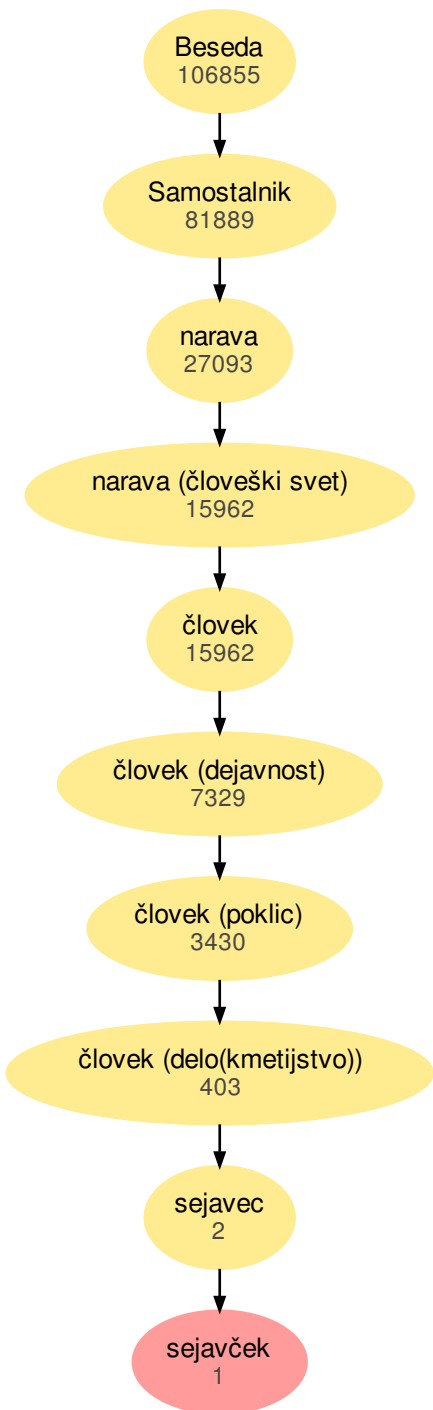 Beseda
106855
Samostalnik
81889
narava
27093
narava (človeški svet)
15962
človek
15962
človek (dejavnost)
7329
človek (poklic)
3430
človek (delo(kmetijstvo))
403
sejavec
2
sejavček
1